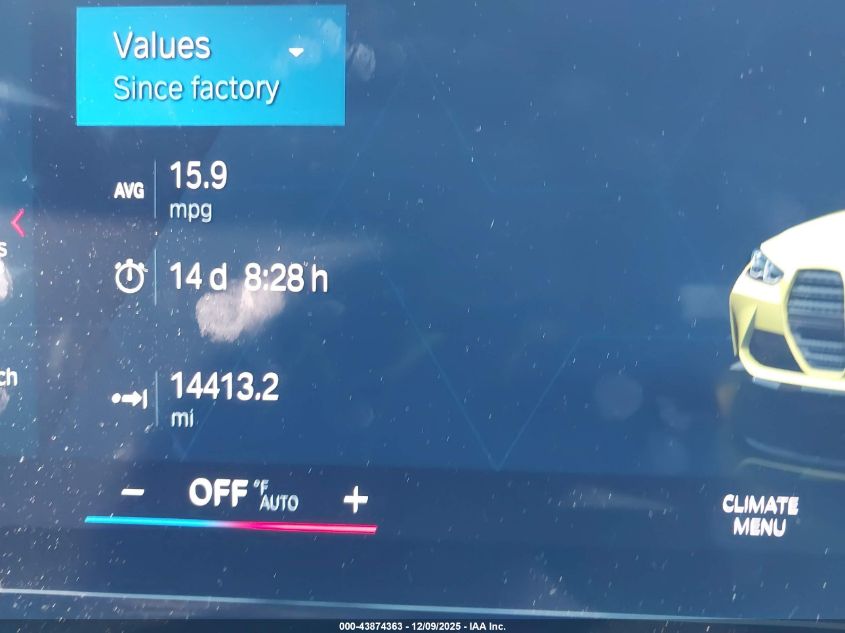 Values
Since factory
AVG 15.9
mpg
s
14 d 8:28 h
ch
14413.2
mi
− OFF °F AUTO +
CLIMATE
MENU
000-43874363 - 12/09/2025 - IAA Inc.